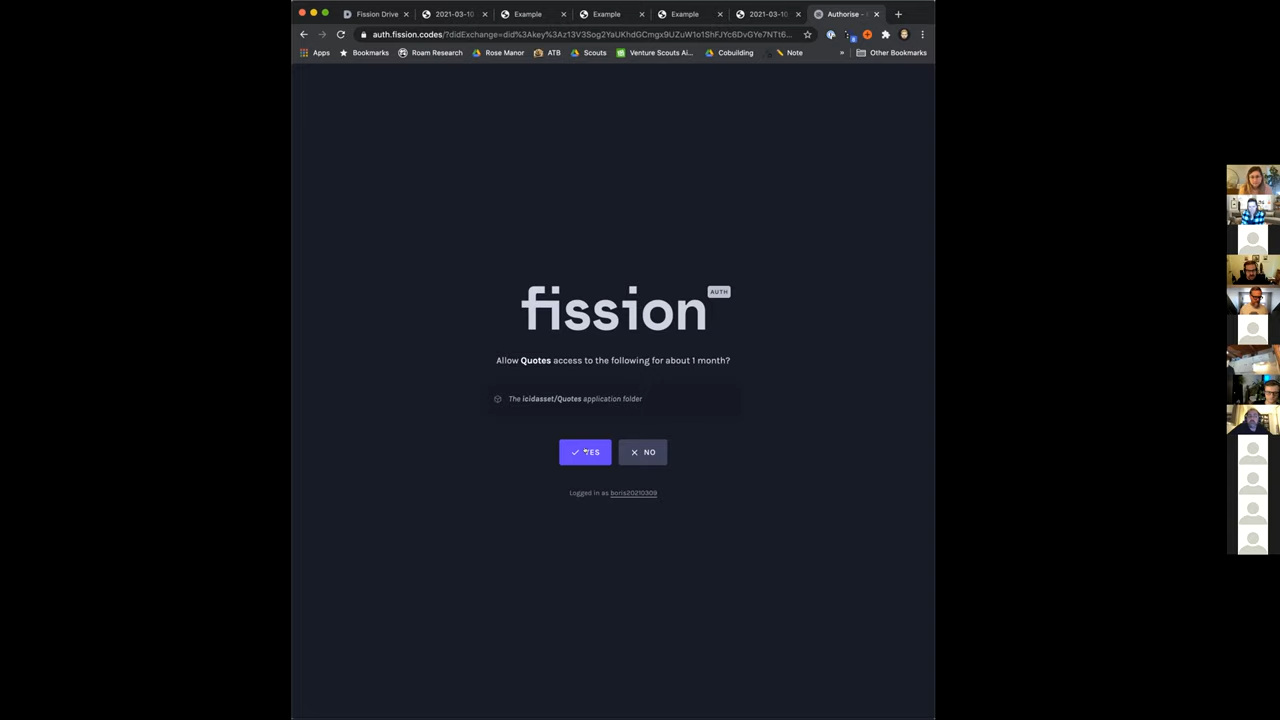 Fission Drive
2021-03-10
Example
Example
Example
2021-03-10
Authorise -
auth.fission.codes/?didExchange=did%3Akey%3Az13V3Sog2YaUKhdGCmgx9UZuW1o1ShFJYc6DvGYe7NTt6...
Apps
Bookmarks
Roam Research
Rose Manor
ATB
Scouts
Venture Scouts Ai...
Cobuilding
Note
»
Other Bookmarks
fission
AUTH
Allow Quotes access to the following for about 1 month?
The icidasset/Quotes application folder
YES
NO
Logged in as boris20210309